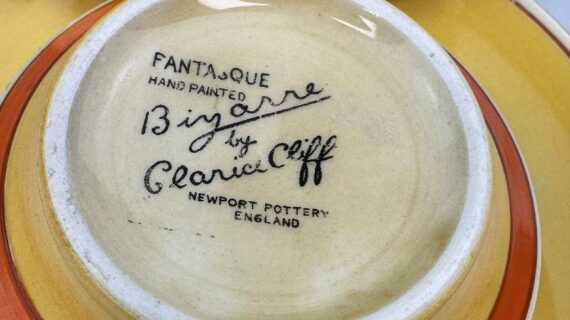 FANTASQUE
HAND PAINTED
Bizarre
by
Clarice Cliff
NEWPORT POTTERY
ENGLAND